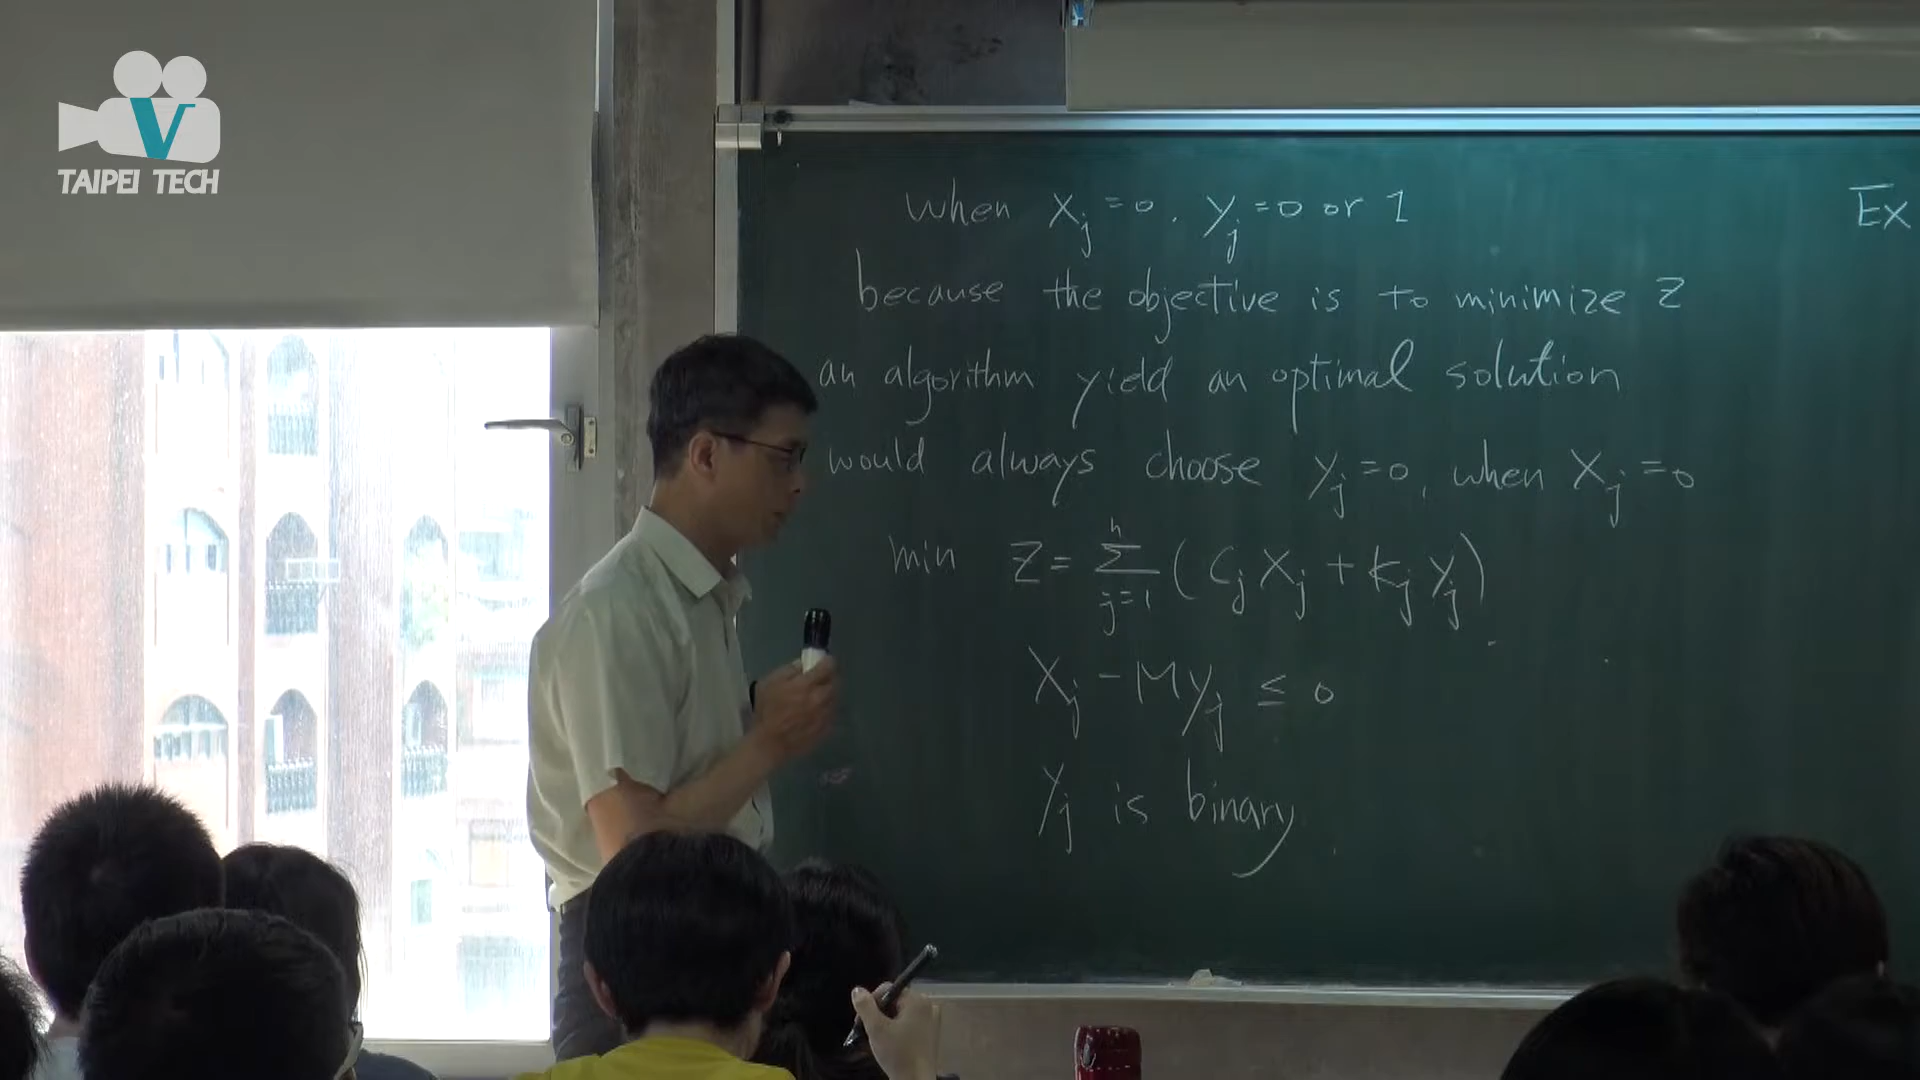 TAIPEI TECH
when Xj = 0, yj = 0 or 1
because the objective is to minimize Z
an algorithm yield an optimal solution
would always choose yj = 0, when Xj = 0
min Z = Σ_{j=1}^{n} (Cj Xj + Kj yj)
Xj - Myj ≤ 0
yj is binary
Ex